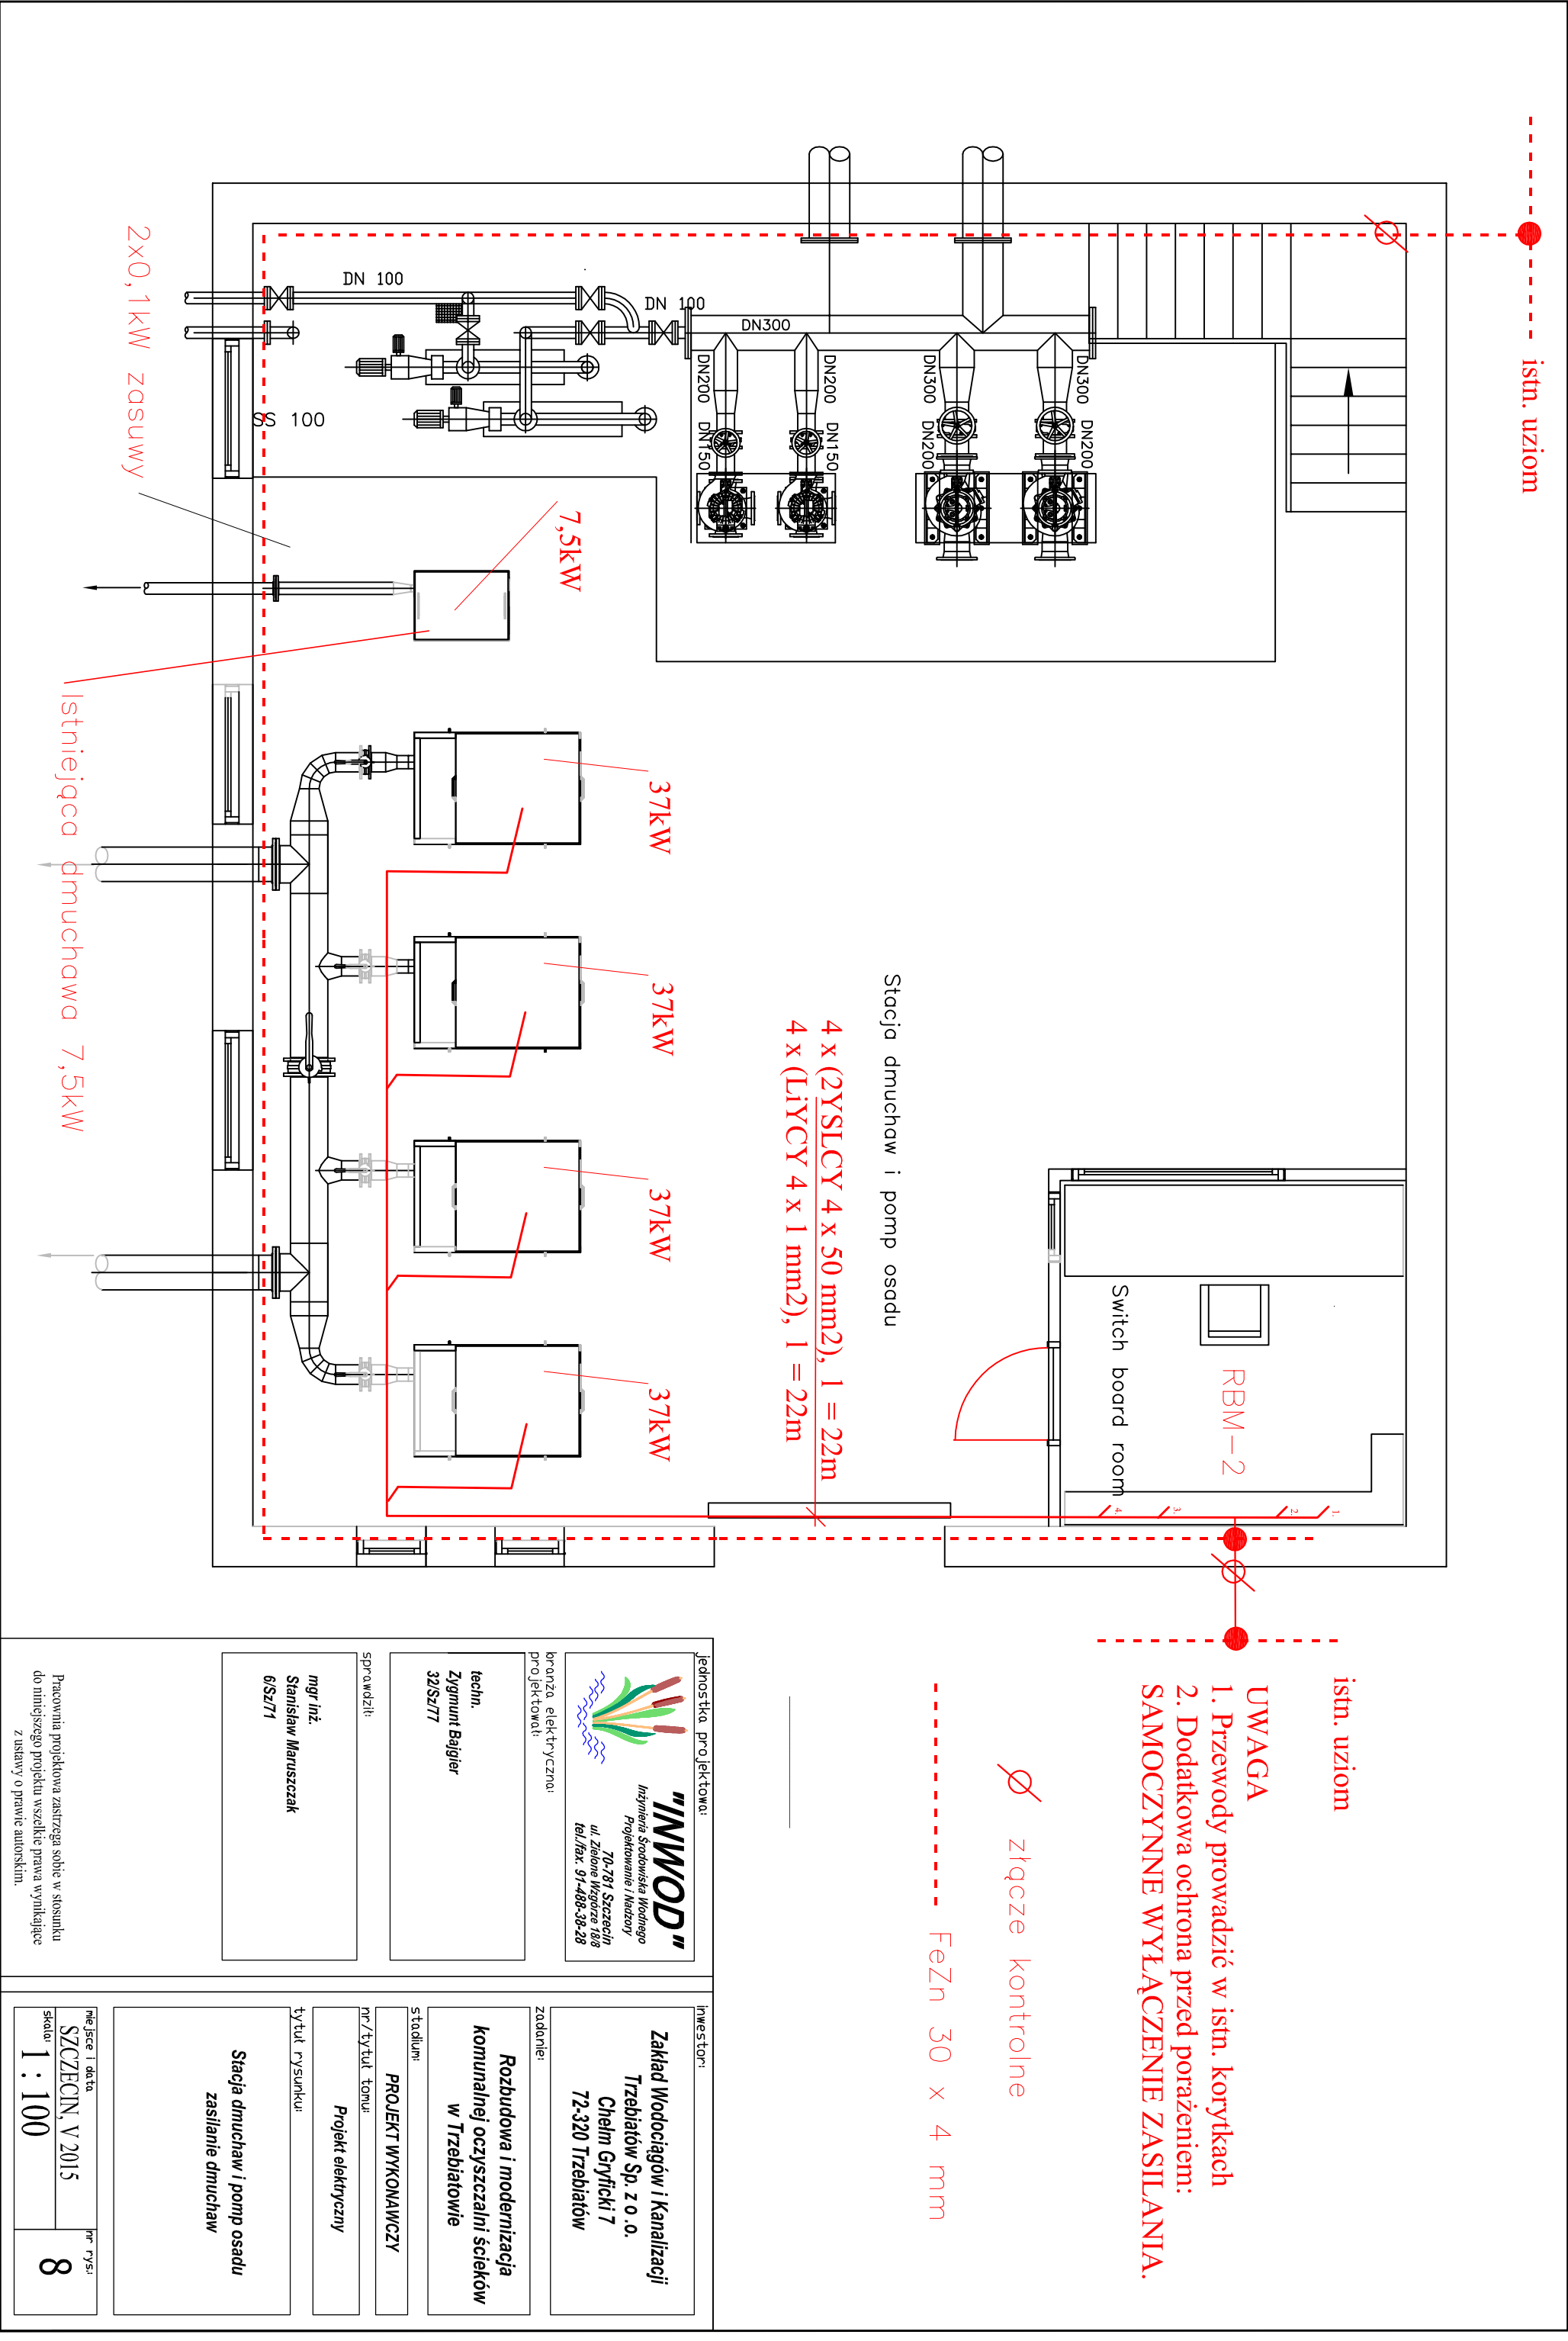 istn. uziom
DN 100
DN 100
DN300
DN200
DN200
DN300
DN300
DN150
DN150
DN200
DN200
SS 100
2x0,1kW zasuwy
7,5kW
Istniejąca dmuchawa 7,5kW
37kW
37kW
37kW
37kW
Stacja dmuchaw i pomp osadu
4 x (2YSLCY 4 x 50 mm2), l = 22m
4 x (LiYCY 4 x 1 mm2), l = 22m
RBM-2
Switch board room
1.
2.
3.
4.
istn. uziom
UWAGA
1. Przewody prowadzić w istn. korytkach
2. Dodatkowa ochrona przed porażeniem:
SAMOCZYNNE WYŁĄCZENIE ZASILANIA.
złącze kontrolne
FeZn 30 x 4 mm
jednostka projektowa:
"INWOD"
Inżynieria Środowiska Wodnego
Projektowanie i Nadzory
70-781 Szczecin
ul. Zielone Wzgórze 18/8
tel./fax. 91-488-38-28
branża elektryczna:
projektował:
techn.
Zygmunt Bajgier
32/Sz/77
sprawdził:
mgr inż.
Stanisław Maruszczak
6/Sz/71
Pracownia projektowa zastrzega sobie w stosunku
do niniejszego projektu wszelkie prawa wynikające
z ustawy o prawie autorskim.
inwestor:
Zakład Wodociągów i Kanalizacji
Trzebiatów Sp. z o .o.
Chełm Gryficki 7
72-320 Trzebiatów
zadanie:
Rozbudowa i modernizacja
komunalnej oczyszczalni ścieków
w Trzebiatowie
stadium:
PROJEKT WYKONAWCZY
nr/tytuł tomu:
Projekt elektryczny
tytuł rysunku:
Stacja dmuchaw i pomp osadu
zasilanie dmuchaw
miejsce i data
SZCZECIN, V 2015
skala:
1 : 100
nr rys.:
8